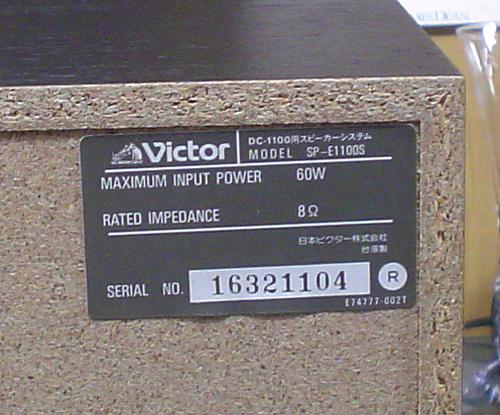 ESDEAN
Victor
DC-1100用スピーカーシステム
MODEL SP-E1100S
MAXIMUM INPUT POWER 60W
RATED IMPEDANCE 8Ω
日本ビクター株式会社
台湾製
SERIAL NO. 16321104 R
E74777-002T